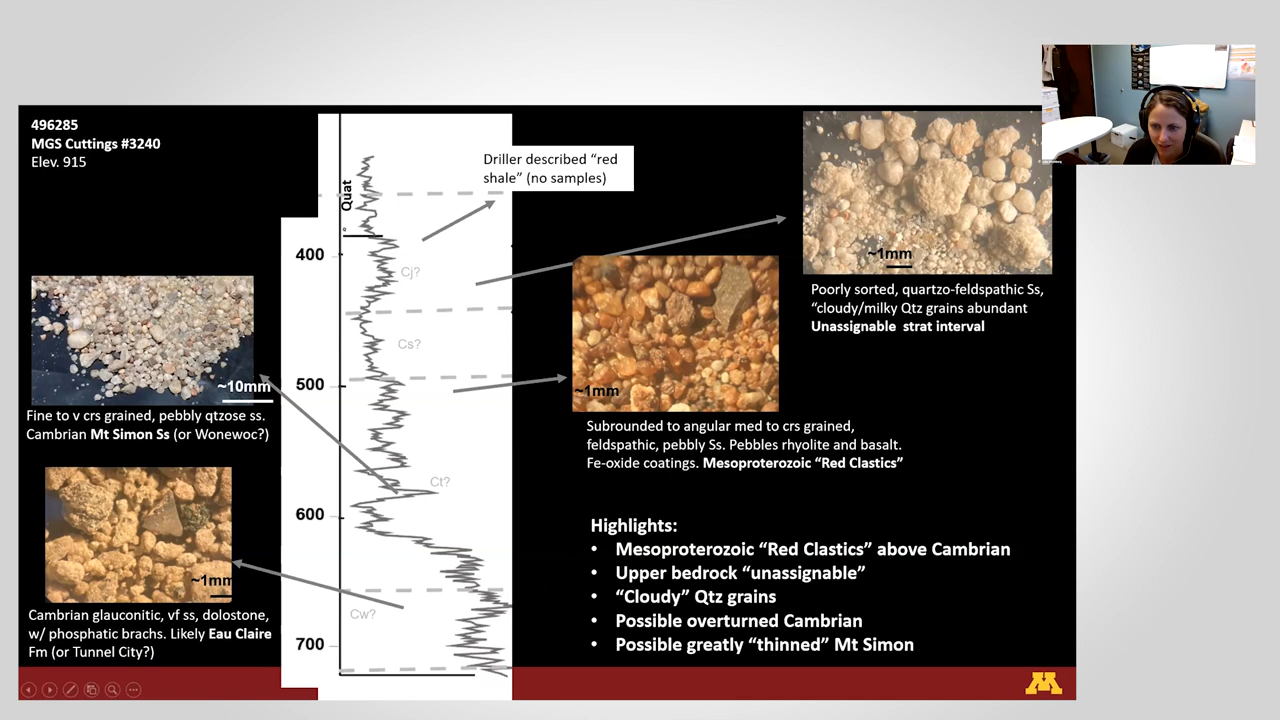 496285
MGS Cuttings #3240
Elev. 915
Driller described “red
shale” (no samples)
Quat
400
Cj?
Cs?
500
Ct?
600
Cw?
700
~1mm
Poorly sorted, quartzo-feldspathic Ss,
“cloudy/milky Qtz grains abundant
Unassignable strat interval
~10mm
Fine to v crs grained, pebbly qtzose ss.
Cambrian Mt Simon Ss (or Wonewoc?)
~1mm
Subrounded to angular med to crs grained,
feldspathic, pebbly Ss. Pebbles rhyolite and basalt.
Fe-oxide coatings. Mesoproterozoic “Red Clastics”
~1mm
Cambrian glauconitic, vf ss, dolostone,
w/ phosphatic brachs. Likely Eau Claire
Fm (or Tunnel City?)
Highlights:
• Mesoproterozoic “Red Clastics” above Cambrian
• Upper bedrock “unassignable”
• “Cloudy” Qtz grains
• Possible overturned Cambrian
• Possible greatly “thinned” Mt Simon
M